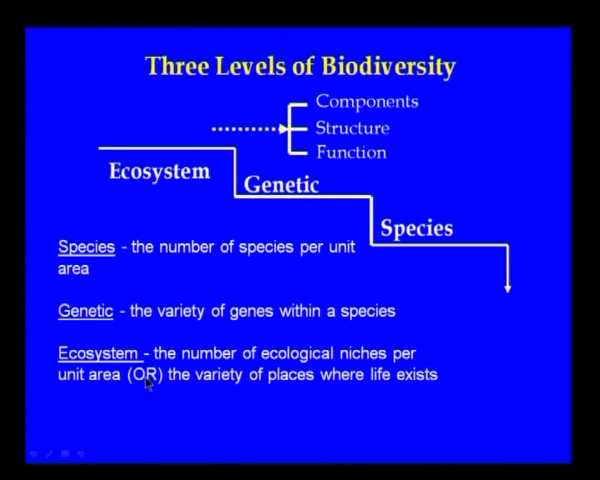 Three Levels of Biodiversity
Components
Structure
Function
Ecosystem
Genetic
Species
Species - the number of species per unit
area
Genetic - the variety of genes within a species
Ecosystem - the number of ecological niches per
unit area (OR) the variety of places where life exists